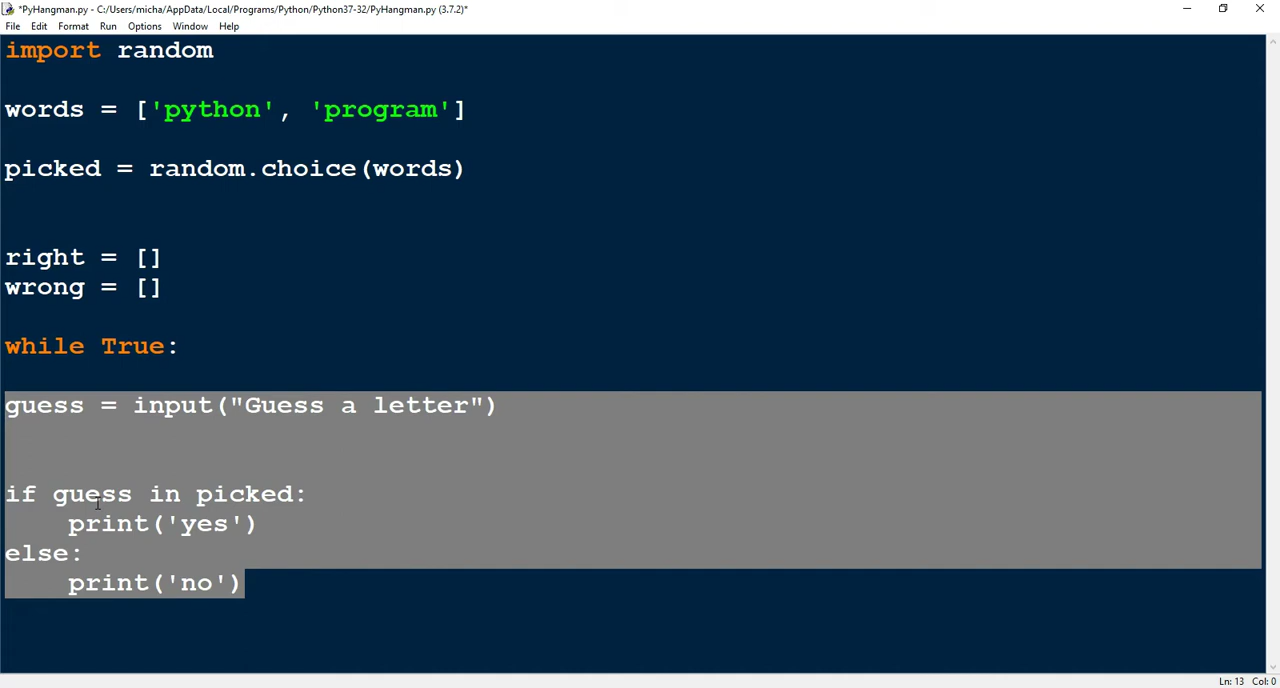 *PyHangman.py - C:/Users/micha/AppData/Local/Programs/Python/Python37-32/PyHangman.py (3.7.2)*
File Edit Format Run Options Window Help
import random
words = ['python', 'program']
picked = random.choice(words)
right = []
wrong = []
while True:
guess = input("Guess a letter")
if guess in picked:
    print('yes')
else:
    print('no')
Ln: 13 Col: 0